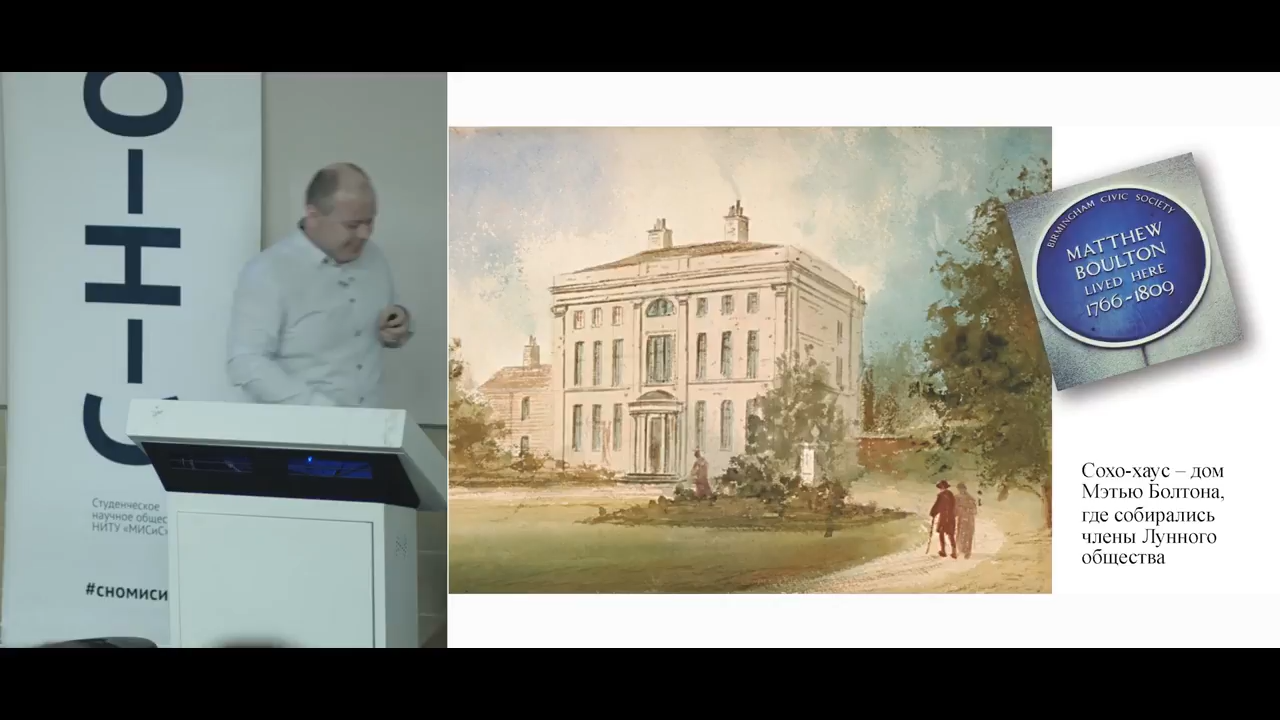 С–Н–О
Студенческое
научное общес
НИТУ «МИСиС»
#сномиси
BIRMINGHAM CIVIC SOCIETY
MATTHEW
BOULTON
LIVED HERE
1766-1809
Сохо-хаус – дом
Мэтью Болтона,
где собирались
члены Лунного
общества